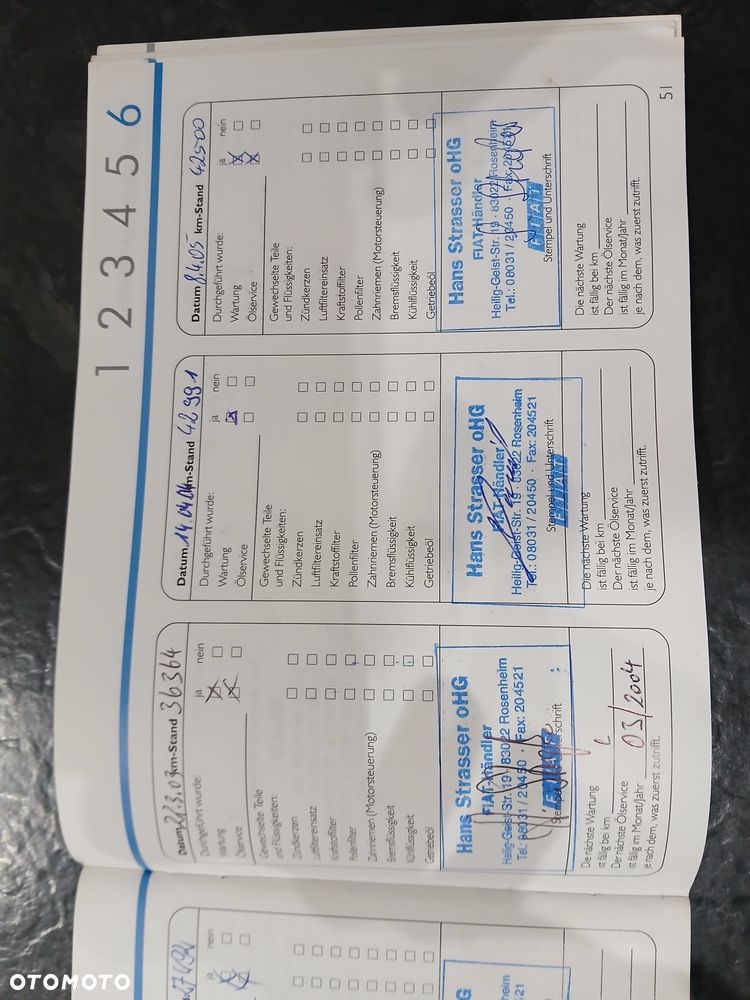 nein
ja
1 2 3 4 5 6
Datum 22.3.03 km-Stand 36364
Durchgeführt wurde: ja nein
Wartung
Ölservice
Gewechselte Teile
und Flüssigkeiten:
Zündkerzen
Luftfiltereinsatz
Kraftstoffilter
Pollenfilter
Zahnriemen (Motorsteuerung)
Bremsflüssigkeit
Kühlflüssigkeit
Getriebeöl
Hans Strasser oHG
FIAT-Händler
Heilig-Geist-Str. 19 · 83022 Rosenheim
Tel.: 08031 / 20450 · Fax: 204521
Stempel Unterschrift
Die nächste Wartung
ist fällig bei km
Der nächste Ölservice
ist fällig im Monat/Jahr 03/2004
je nach dem, was zuerst zutrifft.
Datum 14.04.04 km-Stand 42991
Durchgeführt wurde: ja nein
Wartung
Ölservice
Gewechselte Teile
und Flüssigkeiten:
Zündkerzen
Luftfiltereinsatz
Kraftstoffilter
Pollenfilter
Zahnriemen (Motorsteuerung)
Bremsflüssigkeit
Kühlflüssigkeit
Getriebeöl
Hans Strasser oHG
FIAT-Händler
Heilig-Geist-Str. 19 · 83022 Rosenheim
Tel.: 08031 / 20450 · Fax: 204521
Stempel und Unterschrift
FIAT
Die nächste Wartung
ist fällig bei km
Der nächste Ölservice
ist fällig im Monat/Jahr
je nach dem, was zuerst zutrifft.
Datum 8.4.05 km-Stand 42500
Durchgeführt wurde: ja nein
Wartung
Ölservice
Gewechselte Teile
und Flüssigkeiten:
Zündkerzen
Luftfiltereinsatz
Kraftstoffilter
Pollenfilter
Zahnriemen (Motorsteuerung)
Bremsflüssigkeit
Kühlflüssigkeit
Getriebeöl
Hans Strasser oHG
FIAT-Händler
Heilig-Geist-Str. 19 · 83022 Rosenheim
Tel.: 08031 / 20450 · Fax: 204521
FIAT
Stempel und Unterschrift
Die nächste Wartung
ist fällig bei km
Der nächste Ölservice
ist fällig im Monat/Jahr
je nach dem, was zuerst zutrifft.
51
OTOMOTO